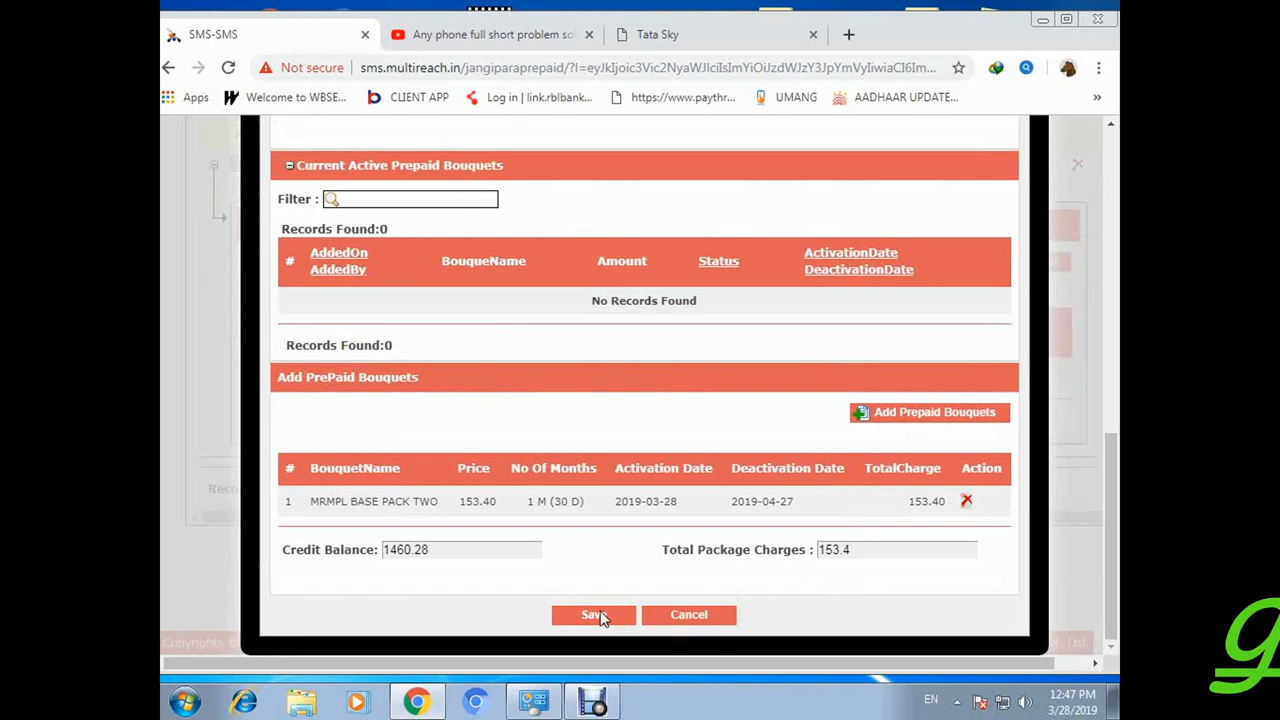 SMS-SMS
Any phone full short problem so
Tata Sky
Not secure
sms.multireach.in/jangiparaprepaid/?l=eyJkIjoic3Vic2NyaWJlciIsImYiOiJzdWJzY3JpYmVyIiwiaCI6Im...
Apps
Welcome to WBSE...
CLIENT APP
Log in | link.rblbank...
https://www.paythr...
UMANG
AADHAAR UPDATE...
»
Current Active Prepaid Bouquets
Filter :
Records Found:0
# AddedOn AddedBy BouqueName Amount Status ActivationDate DeactivationDate
No Records Found
Records Found:0
Add PrePaid Bouquets
Add Prepaid Bouquets
# BouquetName Price No Of Months Activation Date Deactivation Date TotalCharge Action
1 MRMPL BASE PACK TWO 153.40 1 M (30 D) 2019-03-28 2019-04-27 153.40
Credit Balance: 1460.28 Total Package Charges : 153.4
Save Cancel
Copyrights
Ltd.
EN
12:47 PM
3/28/2019
g